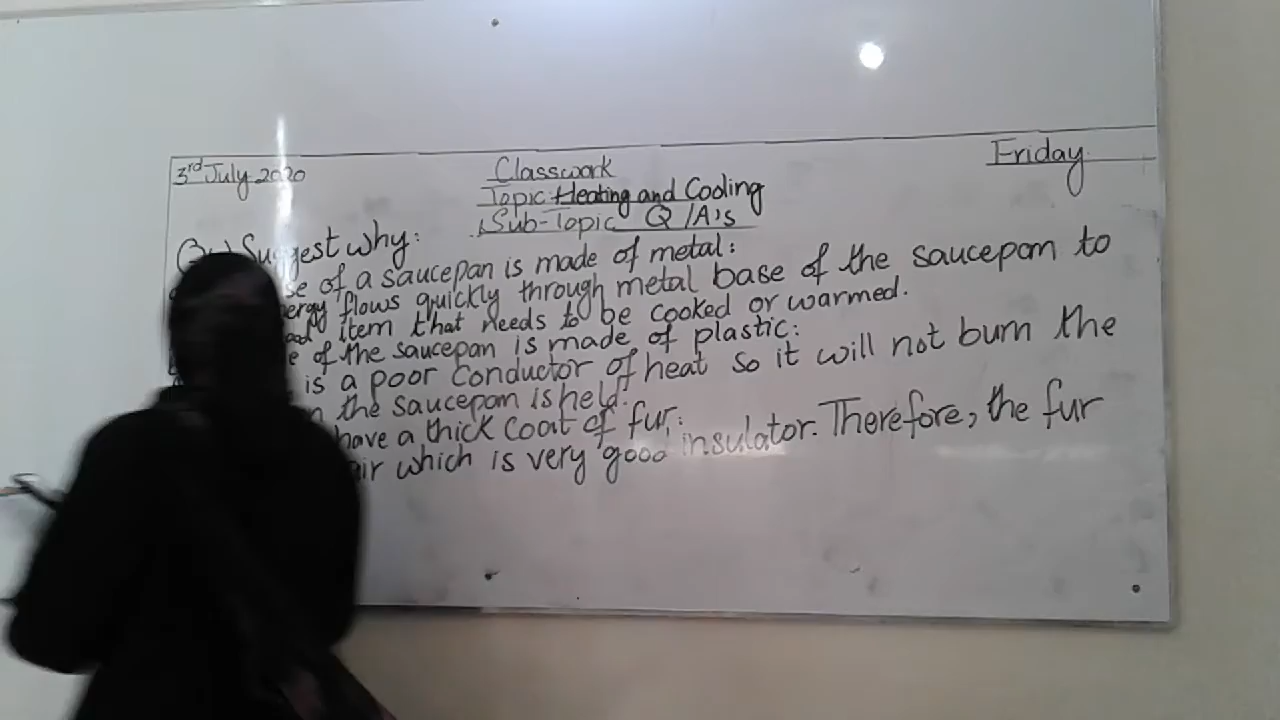 3rd July 2020
Classwork
Friday
Topic: Heating and Cooling
Sub-Topic Q/A's
Suggest why:
of a saucepan is made of metal:
flows quickly through metal base of the saucepan to
item that needs to be cooked or warmed.
of the saucepan is made of plastic:
is a poor conductor of heat so it will not burn the
the saucepan is held.
have a thick coat of fur:
air which is very good insulator. Therefore, the fur